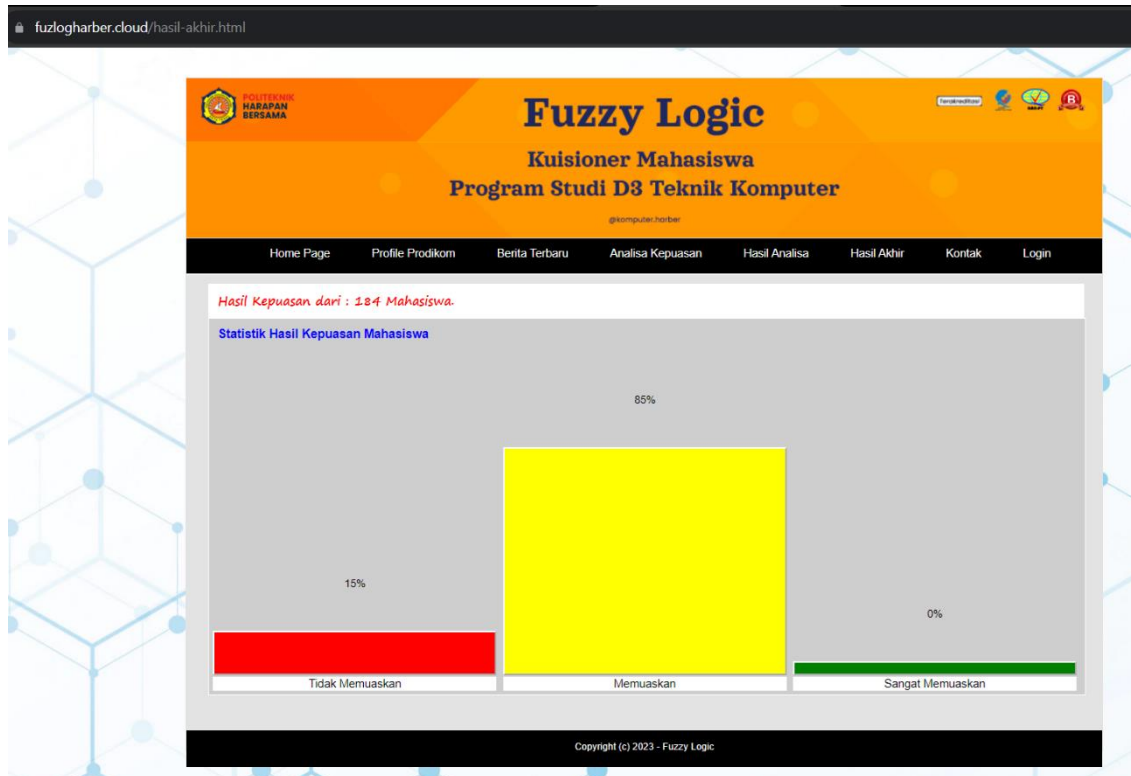 fuzlogharber.cloud/hasil-akhir.html
POLITEKNIK
HARAPAN
BERSAMA
Fuzzy Logic
Terakreditasi
Kuisioner Mahasiswa
Program Studi D3 Teknik Komputer
@komputer.harber
Home Page Profile Prodikom Berita Terbaru Analisa Kepuasan Hasil Analisa Hasil Akhir Kontak Login
Hasil Kepuasan dari : 184 Mahasiswa.
Statistik Hasil Kepuasan Mahasiswa
85%
15%
0%
Tidak Memuaskan Memuaskan Sangat Memuaskan
Copyright (c) 2023 - Fuzzy Logic